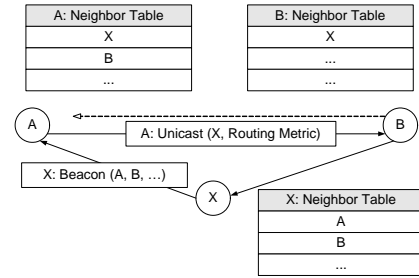 A: Neighbor Table
X
B
...
B: Neighbor Table
X
...
...
A
B
A: Unicast (X, Routing Metric)
X: Beacon (A, B, ...)
X
X: Neighbor Table
A
B
...